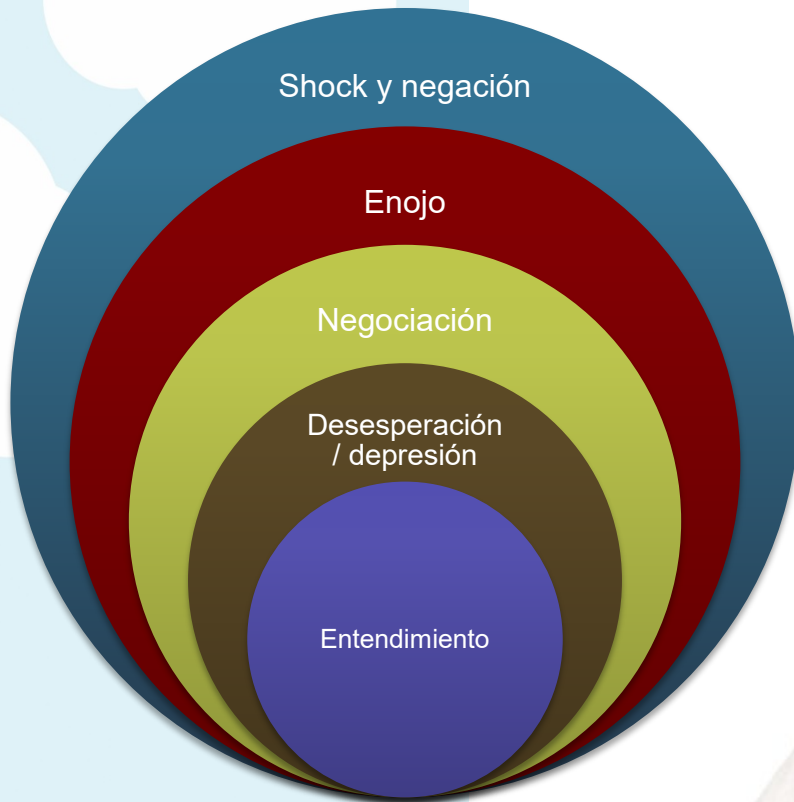 Shock y negación
Enojo
Negociación
Desesperación
/ depresión
Entendimiento